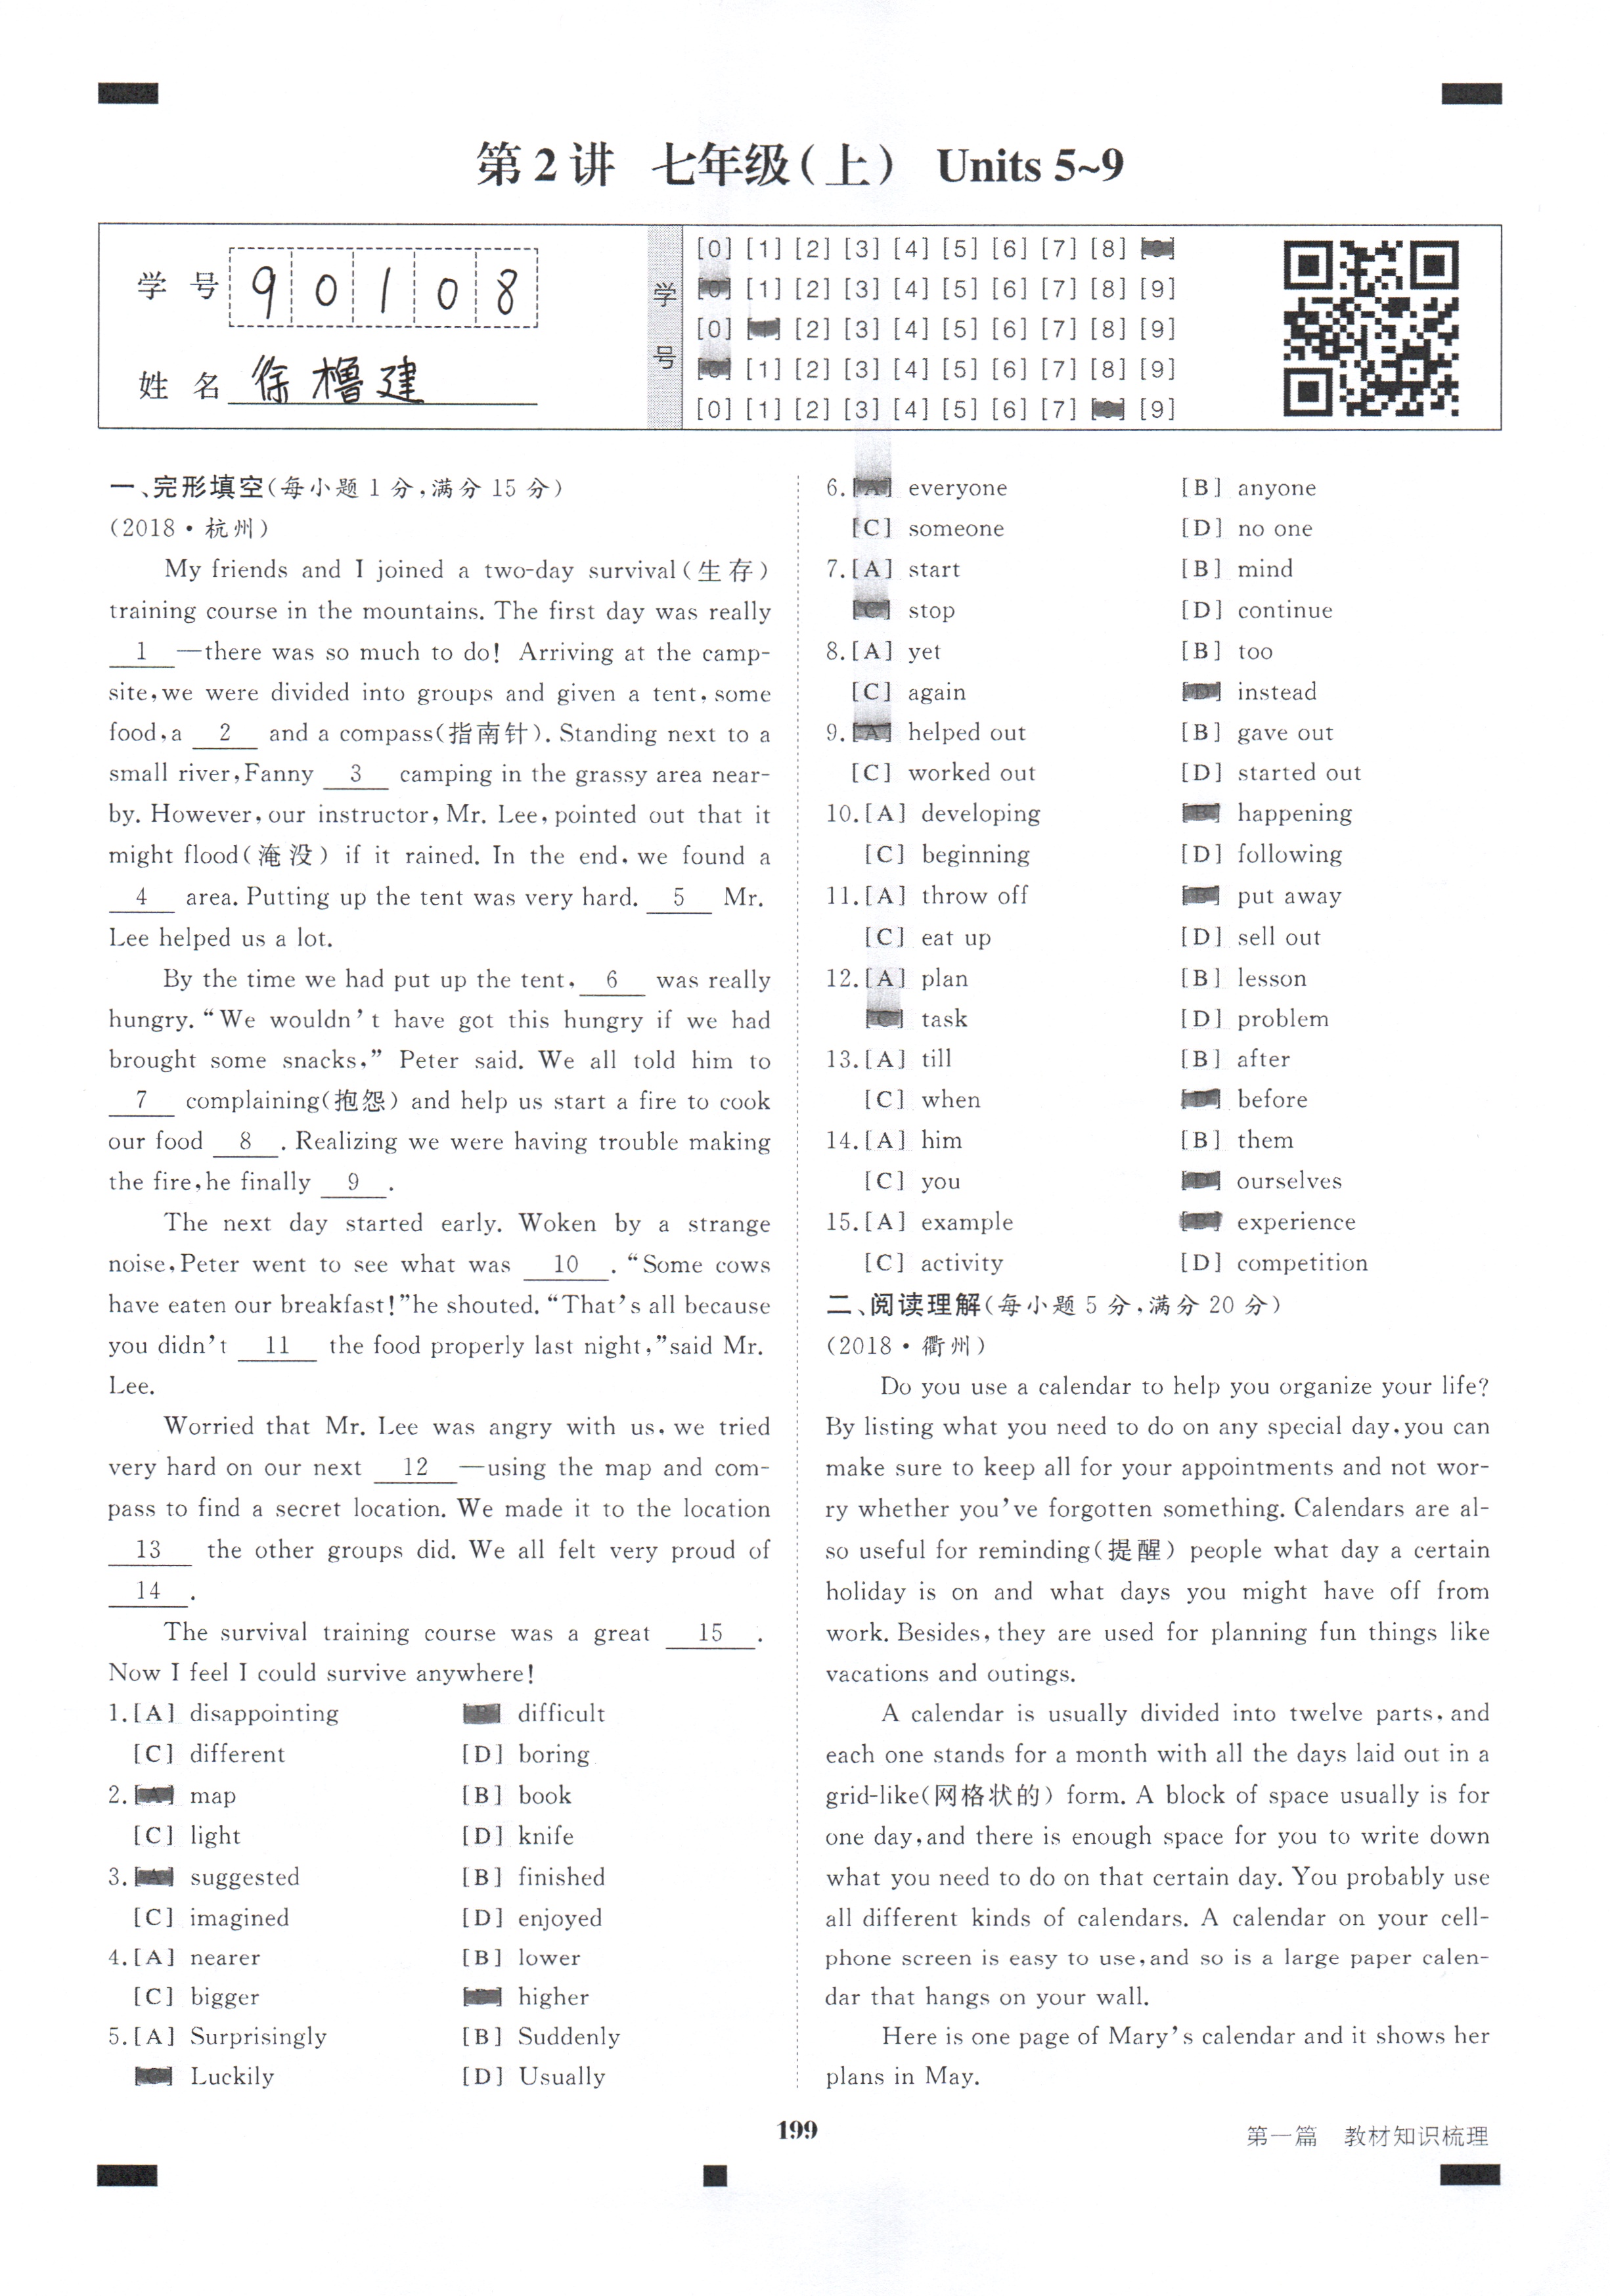 第2讲 七年级(上) Units 5~9
学号 90108
姓名 徐櫓建
学号
[0] [1] [2] [3] [4] [5] [6] [7] [8]
[1] [2] [3] [4] [5] [6] [7] [8] [9]
[0] [2] [3] [4] [5] [6] [7] [8] [9]
[1] [2] [3] [4] [5] [6] [7] [8] [9]
[0] [1] [2] [3] [4] [5] [6] [7] [9]
一、完形填空(每小题1分,满分15分)
(2018·杭州)
My friends and I joined a two-day survival(生存)
training course in the mountains. The first day was really
1 —there was so much to do! Arriving at the camp-
site, we were divided into groups and given a tent, some
food, a 2 and a compass(指南针). Standing next to a
small river, Fanny 3 camping in the grassy area near-
by. However, our instructor, Mr. Lee, pointed out that it
might flood(淹没) if it rained. In the end, we found a
4 area. Putting up the tent was very hard. 5 Mr.
Lee helped us a lot.
By the time we had put up the tent, 6 was really
hungry. “We wouldn't have got this hungry if we had
brought some snacks,” Peter said. We all told him to
7 complaining(抱怨) and help us start a fire to cook
our food 8 . Realizing we were having trouble making
the fire, he finally 9 .
The next day started early. Woken by a strange
noise, Peter went to see what was 10 . “Some cows
have eaten our breakfast!”he shouted. “That's all because
you didn't 11 the food properly last night,”said Mr.
Lee.
Worried that Mr. Lee was angry with us, we tried
very hard on our next 12 —using the map and com-
pass to find a secret location. We made it to the location
13 the other groups did. We all felt very proud of
14 .
The survival training course was a great 15 .
Now I feel I could survive anywhere!
1. [A] disappointing [B] difficult
[C] different [D] boring
2. [A] map [B] book
[C] light [D] knife
3. [A] suggested [B] finished
[C] imagined [D] enjoyed
4. [A] nearer [B] lower
[C] bigger [D] higher
5. [A] Surprisingly [B] Suddenly
[C] Luckily [D] Usually
6. [A] everyone [B] anyone
[C] someone [D] no one
7. [A] start [B] mind
[C] stop [D] continue
8. [A] yet [B] too
[C] again [D] instead
9. [A] helped out [B] gave out
[C] worked out [D] started out
10. [A] developing [B] happening
[C] beginning [D] following
11. [A] throw off [B] put away
[C] eat up [D] sell out
12. [A] plan [B] lesson
[C] task [D] problem
13. [A] till [B] after
[C] when [D] before
14. [A] him [B] them
[C] you [D] ourselves
15. [A] example [B] experience
[C] activity [D] competition
二、阅读理解(每小题5分,满分20分)
(2018·衢州)
Do you use a calendar to help you organize your life?
By listing what you need to do on any special day, you can
make sure to keep all for your appointments and not wor-
ry whether you've forgotten something. Calendars are al-
so useful for reminding(提醒) people what day a certain
holiday is on and what days you might have off from
work. Besides, they are used for planning fun things like
vacations and outings.
A calendar is usually divided into twelve parts, and
each one stands for a month with all the days laid out in a
grid-like(网格状的) form. A block of space usually is for
one day, and there is enough space for you to write down
what you need to do on that certain day. You probably use
all different kinds of calendars. A calendar on your cell-
phone screen is easy to use, and so is a large paper calen-
dar that hangs on your wall.
Here is one page of Mary's calendar and it shows her
plans in May.
199
第一篇 教材知识梳理